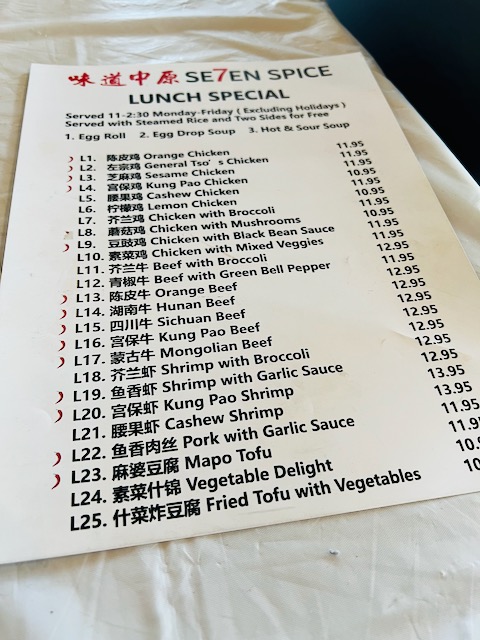 味道中原 SE7EN SPICE
LUNCH SPECIAL
Served 11-2:30 Monday-Friday ( Excluding Holidays )
Served with Steamed Rice and Two Sides for Free
1. Egg Roll 2. Egg Drop Soup 3. Hot & Sour Soup
L1. 陈皮鸡 Orange Chicken 11.95
L2. 左宗鸡 General Tso's Chicken 11.95
L3. 芝麻鸡 Sesame Chicken 11.95
L4. 宫保鸡 Kung Pao Chicken 10.95
L5. 腰果鸡 Cashew Chicken 11.95
L6. 柠檬鸡 Lemon Chicken 11.95
L7. 芥兰鸡 Chicken with Broccoli 11.95
L8. 蘑菇鸡 Chicken with Mushrooms 10.95
L9. 豆豉鸡 Chicken with Black Bean Sauce 11.95
L10. 素菜鸡 Chicken with Mixed Veggies 11.95
L11. 芥兰牛 Beef with Broccoli 12.95
L12. 青椒牛 Beef with Green Bell Pepper 11.95
L13. 陈皮牛 Orange Beef 12.95
L14. 湖南牛 Hunan Beef 12.95
L15. 四川牛 Sichuan Beef 12.95
L16. 宫保牛 Kung Pao Beef 12.95
L17. 蒙古牛 Mongolian Beef 12.95
L18. 芥兰虾 Shrimp with Broccoli 12.95
L19. 鱼香虾 Shrimp with Garlic Sauce 12.95
L20. 宫保虾 Kung Pao Shrimp 13.95
L21. 腰果虾 Cashew Shrimp 13.95
L22. 鱼香肉丝 Pork with Garlic Sauce 11.95
L23. 麻婆豆腐 Mapo Tofu 11.9
L24. 素菜什锦 Vegetable Delight 10.9
L25. 什菜炸豆腐 Fried Tofu with Vegetables 10